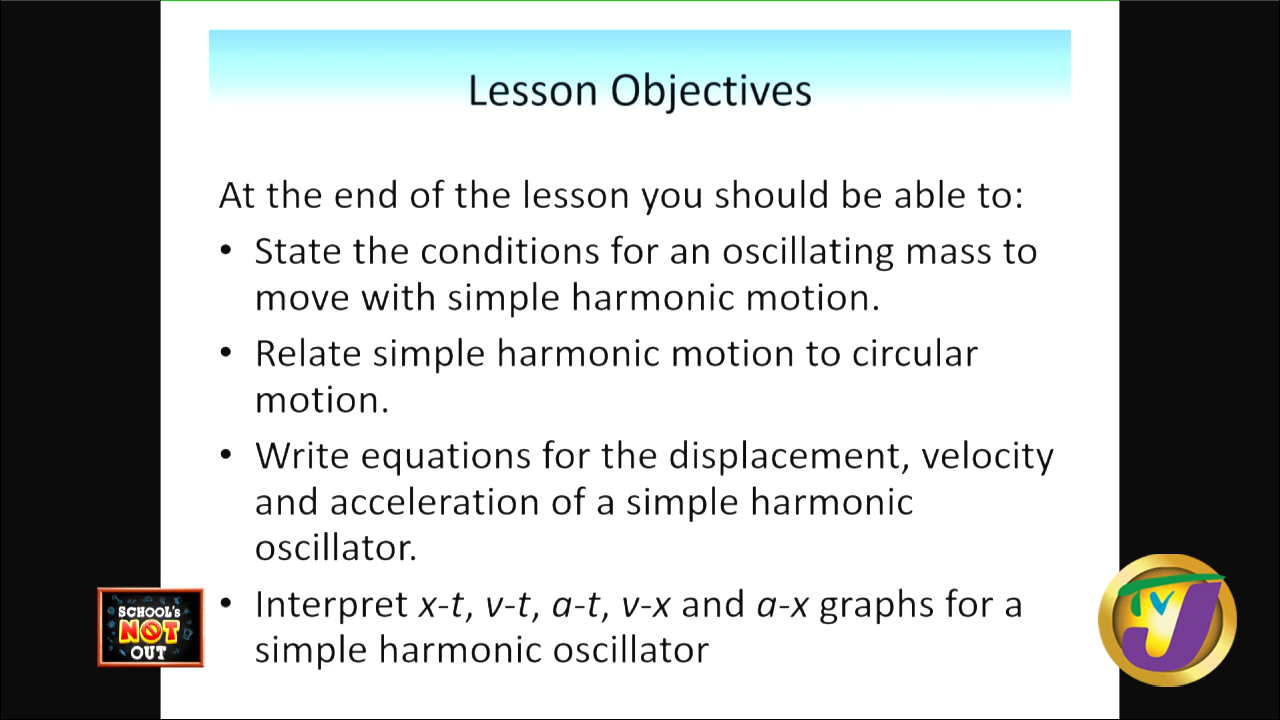 Lesson Objectives
At the end of the lesson you should be able to:
• State the conditions for an oscillating mass to
move with simple harmonic motion.
• Relate simple harmonic motion to circular
motion.
• Write equations for the displacement, velocity
and acceleration of a simple harmonic
oscillator.
• Interpret x-t, v-t, a-t, v-x and a-x graphs for a
simple harmonic oscillator
SCHOOL'S
NOT
OUT
TVJ